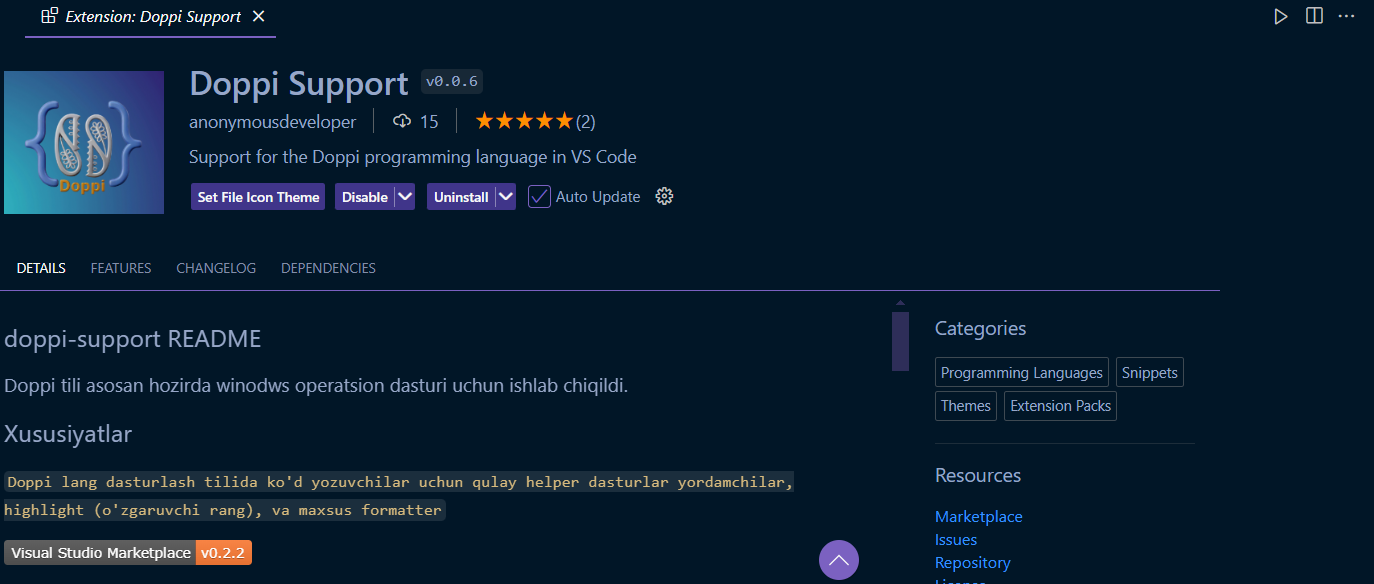 Extension: Doppi Support
Doppi
Doppi Support v0.0.6
anonymousdeveloper 15 (2)
Support for the Doppi programming language in VS Code
Set File Icon Theme Disable Uninstall Auto Update
DETAILS FEATURES CHANGELOG DEPENDENCIES
doppi-support README
Doppi tili asosan hozirda winodws operatsion dasturi uchun ishlab chiqildi.
Xususiyatlar
Doppi lang dasturlash tilida ko'd yozuvchilar uchun qulay helper dasturlar yordamchilar,
highlight (o'zgaruvchi rang), va maxsus formatter
Visual Studio Marketplace v0.2.2
Categories
Programming Languages Snippets
Themes Extension Packs
Resources
Marketplace
Issues
Repository